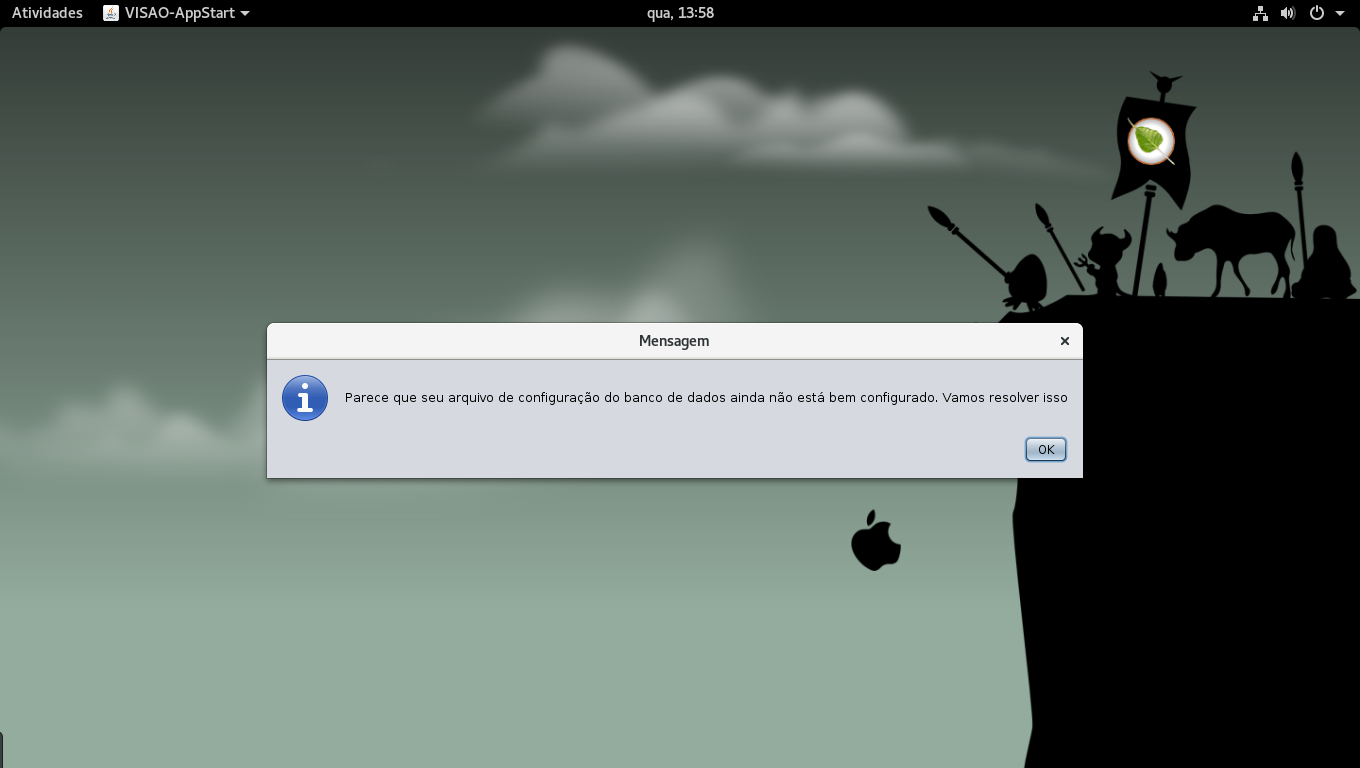 Atividades VISAO-AppStart qua, 13:58
Mensagem
Parece que seu arquivo de configuração do banco de dados ainda não está bem configurado. Vamos resolver isso
OK